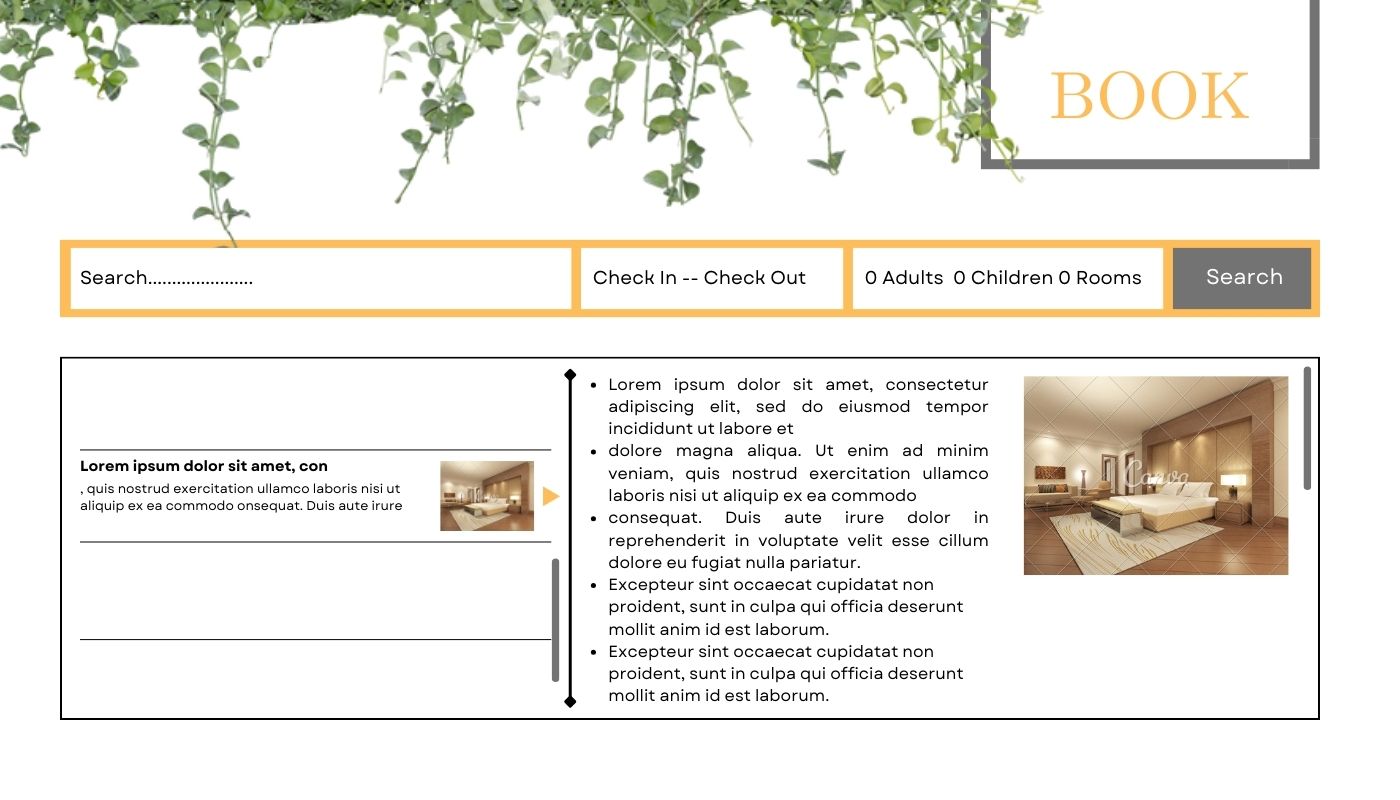 BOOK
Search......................
Check In -- Check Out
0 Adults  0 Children 0 Rooms
Search
Lorem ipsum dolor sit amet, con
, quis nostrud exercitation ullamco laboris nisi ut
aliquip ex ea commodo onsequat. Duis aute irure
• Lorem ipsum dolor sit amet, consectetur
adipiscing elit, sed do eiusmod tempor
incididunt ut labore et
• dolore magna aliqua. Ut enim ad minim
veniam, quis nostrud exercitation ullamco
laboris nisi ut aliquip ex ea commodo
• consequat. Duis aute irure dolor in
reprehenderit in voluptate velit esse cillum
dolore eu fugiat nulla pariatur.
• Excepteur sint occaecat cupidatat non
proident, sunt in culpa qui officia deserunt
mollit anim id est laborum.
• Excepteur sint occaecat cupidatat non
proident, sunt in culpa qui officia deserunt
mollit anim id est laborum.
Canva